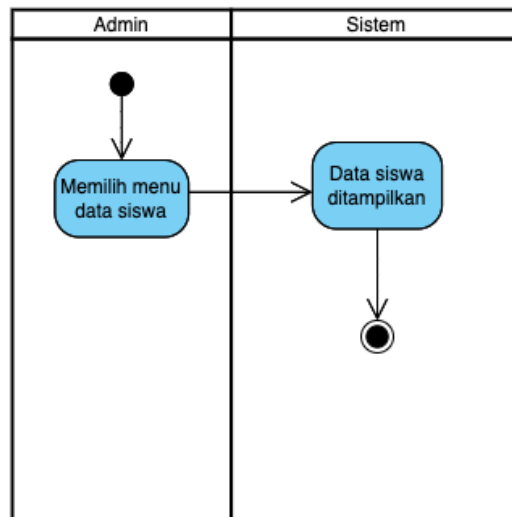 Admin
Sistem
Memilih menu
data siswa
Data siswa
ditampilkan